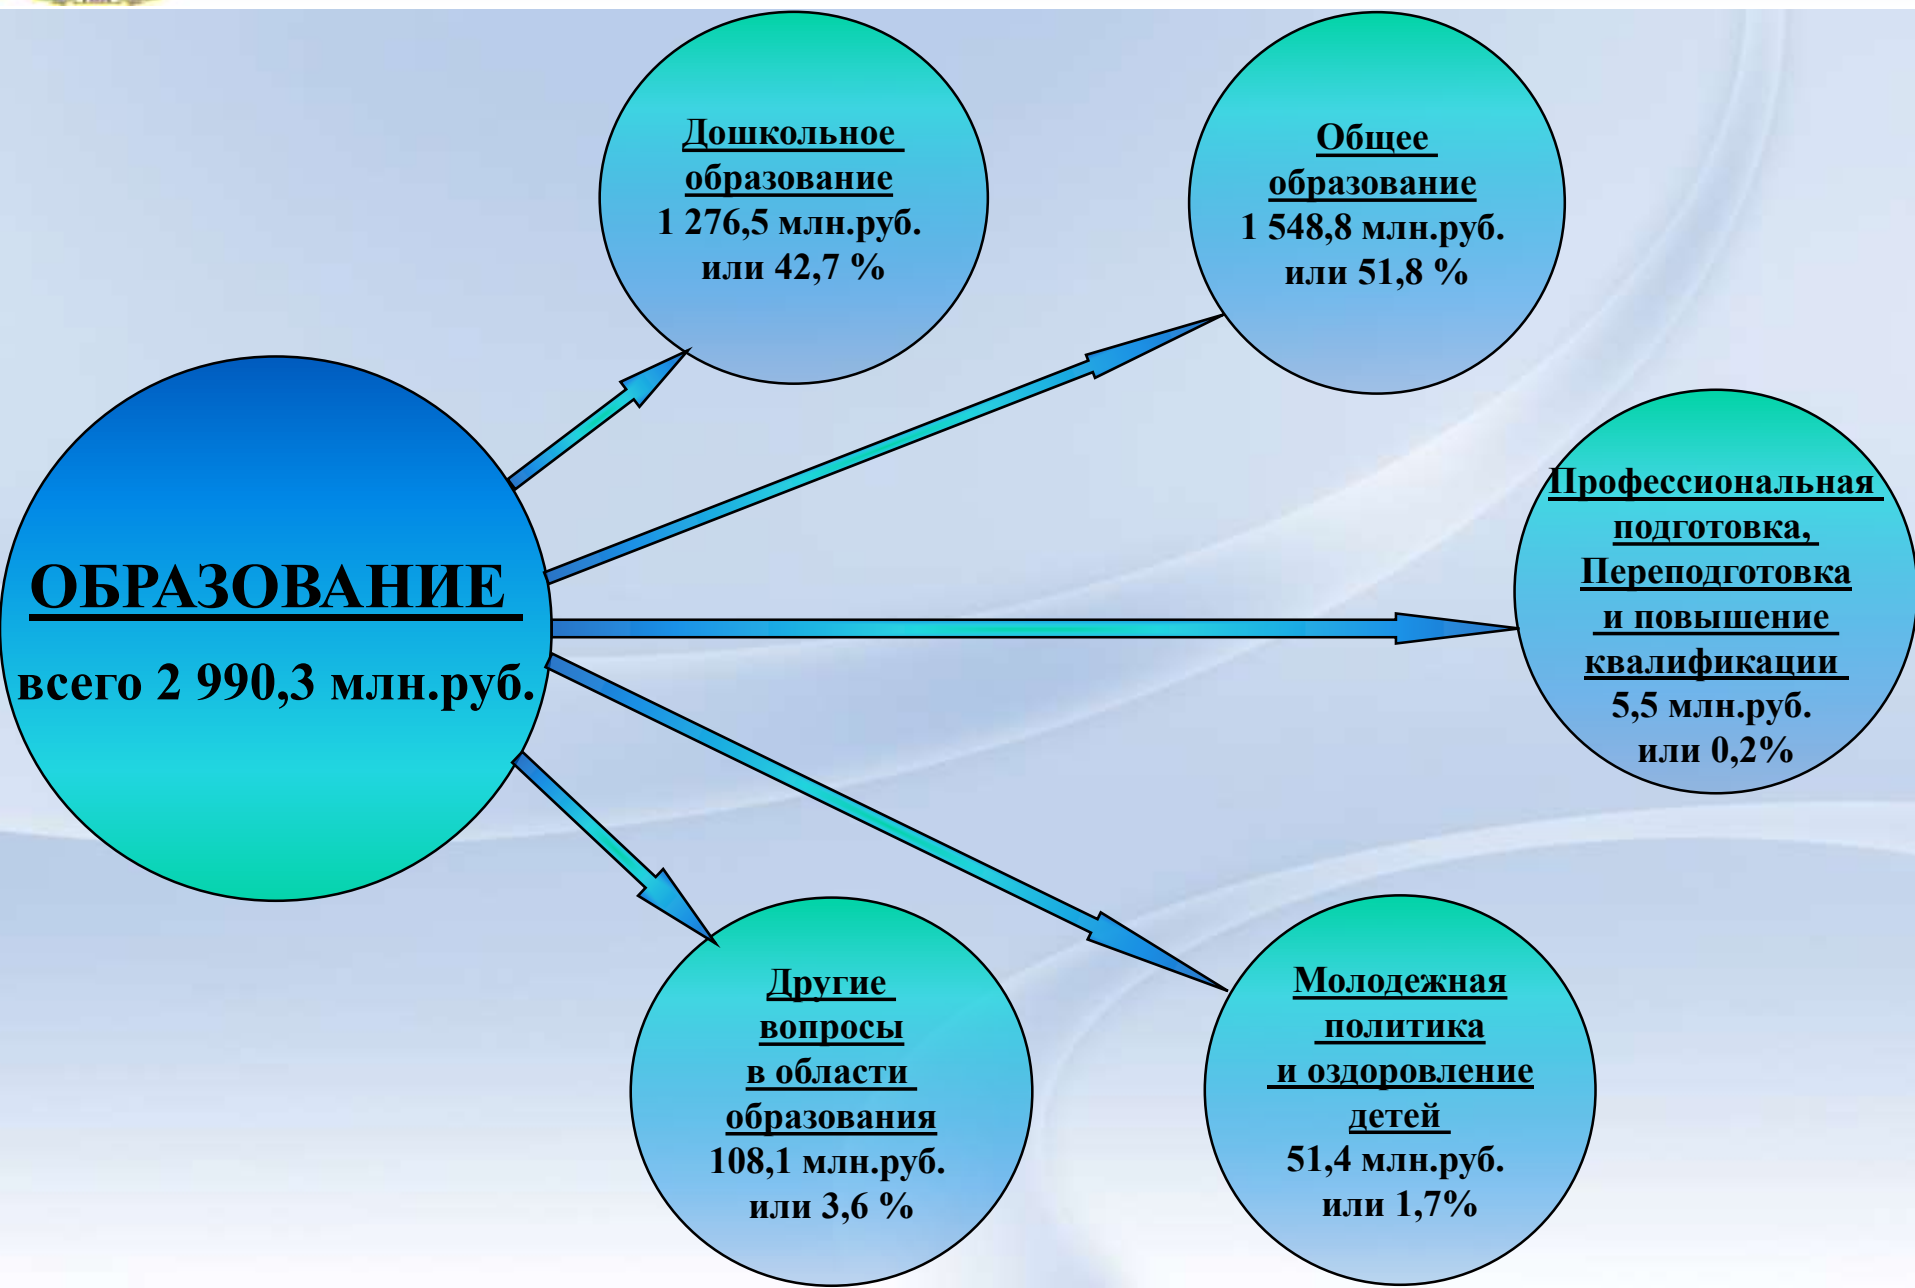 ОБРАЗОВАНИЕ
всего 2 990,3 млн.руб.
Дошкольное
образование
1 276,5 млн.руб.
или 42,7 %
Общее
образование
1 548,8 млн.руб.
или 51,8 %
Профессиональная
подготовка,
Переподготовка
и повышение
квалификации
5,5 млн.руб.
или 0,2%
Другие
вопросы
в области
образования
108,1 млн.руб.
или 3,6 %
Молодежная
политика
и оздоровление
детей
51,4 млн.руб.
или 1,7%